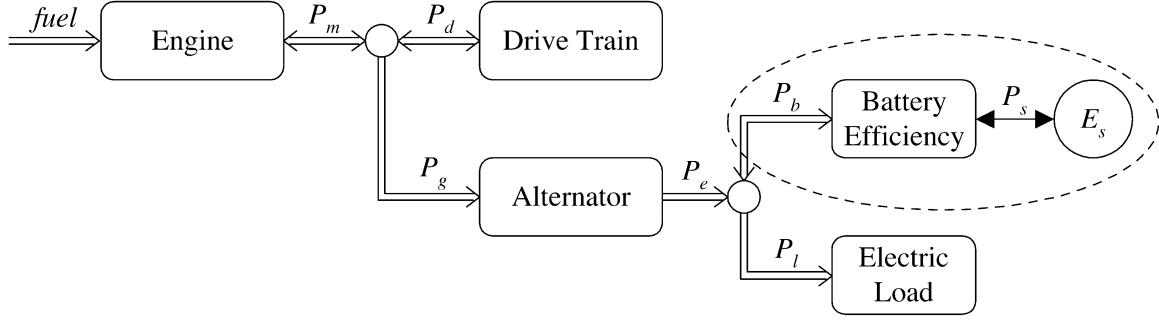 fuel
Engine
P_m
P_d
Drive Train
P_b
Battery
Efficiency
P_s
E_s
P_g
Alternator
P_e
P_l
Electric
Load